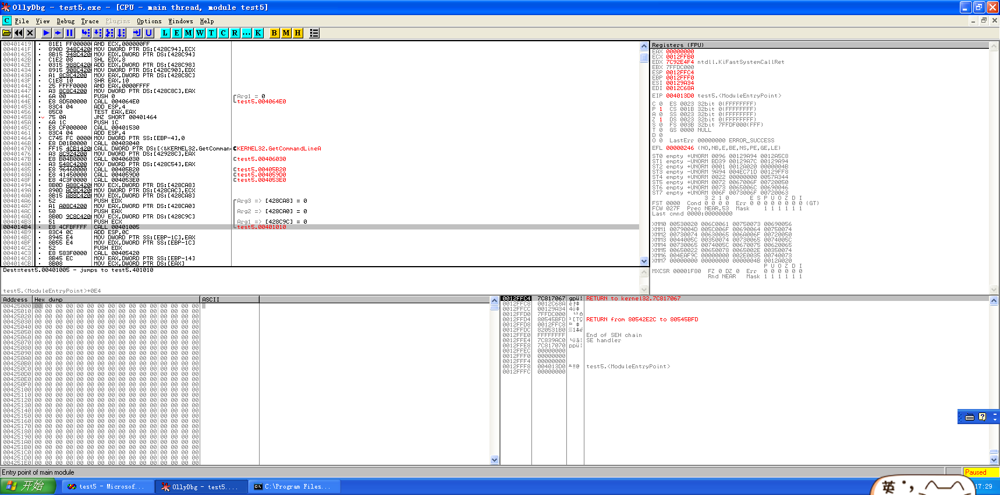 OllyDbg - test5.exe - [CPU - main thread, module test5]
C File View Debug Trace Plugins Options Windows Help
L E M W T C R ... K B M H
00401419 · 81E1 FF000000 AND ECX,000000FF
0040141F · 890D 948C4200 MOV DWORD PTR DS:[428C94],ECX
00401425 · 8B15 948C4200 MOV EDX,DWORD PTR DS:[428C94]
0040142B · C1E2 08 SHL EDX,8
0040142E · 0315 988C4200 ADD EDX,DWORD PTR DS:[428C98]
00401434 · 8915 908C4200 MOV DWORD PTR DS:[428C90],EDX
0040143A · A1 8C8C4200 MOV EAX,DWORD PTR DS:[428C8C]
0040143F · C1E8 10 SHR EAX,10
00401442 · 25 FFFF0000 AND EAX,0000FFFF
00401447 · A3 8C8C4200 MOV DWORD PTR DS:[428C8C],EAX
0040144C · 6A 00 PUSH 0 Arg1 = 0
0040144E · E8 8D500000 CALL 004064E0 test5.004064E0
00401453 · 83C4 04 ADD ESP,4
00401456 · 85C0 TEST EAX,EAX
00401458 · 75 0A JNZ SHORT 00401464
0040145A · 6A 1C PUSH 1C
0040145C · E8 CF000000 CALL 00401530
00401461 · 83C4 04 ADD ESP,4
00401464 > C745 FC 0000 MOV DWORD PTR SS:[EBP-4],0
0040146B · E8 D01B0000 CALL 00403040
00401470 · FF15 4CB14200 CALL DWORD PTR DS:[<&KERNEL32.GetComman KERNEL32.GetCommandLineA
00401476 · A3 8C924200 MOV DWORD PTR DS:[42928C],EAX
0040147B · E8 B04B0000 CALL 00406030 test5.00406030
00401480 · A3 548C4200 MOV DWORD PTR DS:[428C54],EAX
00401485 · E8 96460000 CALL 00405B20 test5.00405B20
0040148A · E8 41450000 CALL 004059D0 test5.004059D0
0040148F · E8 4C3F0000 CALL 004053E0 test5.004053E0
00401494 · 8B0D A88C4200 MOV ECX,DWORD PTR DS:[428CA8]
0040149A · 890D AC8C4200 MOV DWORD PTR DS:[428CAC],ECX
004014A0 · 8B15 A88C4200 MOV EDX,DWORD PTR DS:[428CA8]
004014A6 · 52 PUSH EDX Arg3 => [428CA8] = 0
004014A7 · A1 A08C4200 MOV EAX,DWORD PTR DS:[428CA0]
004014AC · 50 PUSH EAX Arg2 => [428CA0] = 0
004014AD · 8B0D 9C8C4200 MOV ECX,DWORD PTR DS:[428C9C]
004014B3 · 51 PUSH ECX Arg1 => [428C9C] = 0
004014B4 · E8 4CFBFFFF CALL 00401005 test5.00401010
004014B9 · 83C4 0C ADD ESP,0C
004014BC · 8945 E4 MOV DWORD PTR SS:[EBP-1C],EAX
004014BF · 8B55 E4 MOV EDX,DWORD PTR SS:[EBP-1C]
004014C2 · 52 PUSH EDX
004014C3 · E8 583F0000 CALL 00405420
004014C8 · 8B45 EC MOV EAX,DWORD PTR SS:[EBP-14]
004014CB · 8B08 MOV ECX,DWORD PTR DS:[EAX]
Dest=test5.00401005 - jumps to test5.401010
test5.<ModuleEntryPoint>+0E4
Registers (FPU)
EAX 00000000
ECX 0012FFB0
EDX 7C92E4F4 ntdll.KiFastSystemCallRet
EBX 7FFDC000
ESP 0012FFC4
EBP 0012FFF0
ESI 00129A34
EDI 0012C68A
EIP 004013D0 test5.<ModuleEntryPoint>
C 0 ES 0023 32bit 0(FFFFFFFF)
P 1 CS 001B 32bit 0(FFFFFFFF)
A 0 SS 0023 32bit 0(FFFFFFFF)
Z 1 DS 0023 32bit 0(FFFFFFFF)
S 0 FS 003B 32bit 7FFDF000(FFF)
T 0 GS 0000 NULL
D 0
O 0 LastErr 00000000 ERROR_SUCCESS
EFL 00000246 (NO,NB,E,BE,NS,PE,GE,LE)
ST0 empty +UNORM 0096 00129A94 0012A5C8
ST1 empty -UNORM BD39 00129A7C 00129A94
ST2 empty +UNORM 0001 0012A020 0000004B
ST3 empty -UNORM 9A94 004EC71D 00129FF8
ST4 empty +UNORM 0022 00000000 0057A344
ST5 empty +UNORM 0072 0067006F 00720050
ST6 empty +UNORM 0073 0065006C 00690046
ST7 empty +UNORM 006F 0073006F 00720063
3 2 1 0 E S P U O Z D I
FST 0000 Cond 0 0 0 0 Err 0 0 0 0 0 0 0 0 (GT)
FCW 027F Prec NEAR,53 Mask 1 1 1 1 1 1
Last cmnd 0000:00000000
XMM0 00530020 006C0061 00750073 00690056
XMM1 0079004D 005C006F 00690064 00750074
XMM2 00730074 00630065 006A006F 00720050
XMM3 0044005C 00350074 00730065 0074005C
XMM4 00730065 0074005C 00670075 00620065
XMM5 00650022 00650078 0065002E 00350074
XMM6 004EAF9C 00000000 002E0035 00740073
XMM7 00000000 00000000 0000004B 0012A020
P U O Z D I
MXCSR 00001F80 FZ 0 DZ 0 Err 0 0 0 0 0 0
Rnd NEAR Mask 1 1 1 1 1 1
Address Hex dump ASCII
00425000 00 00 00 00 00 00 00 00 00 00 00 00 00 00 00 00
00425010 00 00 00 00 00 00 00 00 00 00 00 00 00 00 00 00
00425020 00 00 00 00 00 00 00 00 00 00 00 00 00 00 00 00
00425030 00 00 00 00 00 00 00 00 00 00 00 00 00 00 00 00
00425040 00 00 00 00 00 00 00 00 00 00 00 00 00 00 00 00
00425050 00 00 00 00 00 00 00 00 00 00 00 00 00 00 00 00
00425060 00 00 00 00 00 00 00 00 00 00 00 00 00 00 00 00
00425070 00 00 00 00 00 00 00 00 00 00 00 00 00 00 00 00
00425080 00 00 00 00 00 00 00 00 00 00 00 00 00 00 00 00
00425090 00 00 00 00 00 00 00 00 00 00 00 00 00 00 00 00
004250A0 00 00 00 00 00 00 00 00 00 00 00 00 00 00 00 00
004250B0 00 00 00 00 00 00 00 00 00 00 00 00 00 00 00 00
004250C0 00 00 00 00 00 00 00 00 00 00 00 00 00 00 00 00
004250D0 00 00 00 00 00 00 00 00 00 00 00 00 00 00 00 00
004250E0 00 00 00 00 00 00 00 00 00 00 00 00 00 00 00 00
004250F0 00 00 00 00 00 00 00 00 00 00 00 00 00 00 00 00
00425100 00 00 00 00 00 00 00 00 00 00 00 00 00 00 00 00
00425110 00 00 00 00 00 00 00 00 00 00 00 00 00 00 00 00
00425120 00 00 00 00 00 00 00 00 00 00 00 00 00 00 00 00
00425130 00 00 00 00 00 00 00 00 00 00 00 00 00 00 00 00
00425140 00 00 00 00 00 00 00 00 00 00 00 00 00 00 00 00
00425150 00 00 00 00 00 00 00 00 00 00 00 00 00 00 00 00
00425160 00 00 00 00 00 00 00 00 00 00 00 00 00 00 00 00
00425170 00 00 00 00 00 00 00 00 00 00 00 00 00 00 00 00
00425180 00 00 00 00 00 00 00 00 00 00 00 00 00 00 00 00
00425190 00 00 00 00 00 00 00 00 00 00 00 00 00 00 00 00
004251A0 00 00 00 00 00 00 00 00 00 00 00 00 00 00 00 00
004251B0 00 00 00 00 00 00 00 00 00 00 00 00 00 00 00 00
004251C0 00 00 00 00 00 00 00 00 00 00 00 00 00 00 00 00
004251D0 00 00 00 00 00 00 00 00 00 00 00 00 00 00 00 00
004251E0 00 00 00 00 00 00 00 00 00 00 00 00 00 00 00 00
0012FFC4 7C817067 gpü¦ RETURN to kernel32.7C817067
0012FFC8 0012C68A
0012FFCC 00129A34
0012FFD0 7FFDC000
0012FFD4 80545BFD RETURN from 80542E2C to 80545BFD
0012FFD8 0012FFC8
0012FFDC 820531B0
0012FFE0 FFFFFFFF End of SEH chain
0012FFE4 7C839AC0 SE handler
0012FFE8 7C817070 ppü¦
0012FFEC 00000000
0012FFF0 00000000
0012FFF4 00000000
0012FFF8 004013D0 test5.<ModuleEntryPoint>
0012FFFC 00000000
Entry point of main module
Paused
开始
test5 - Microsof...
OllyDbg - test5....
C:\Program Files...
英
17:29